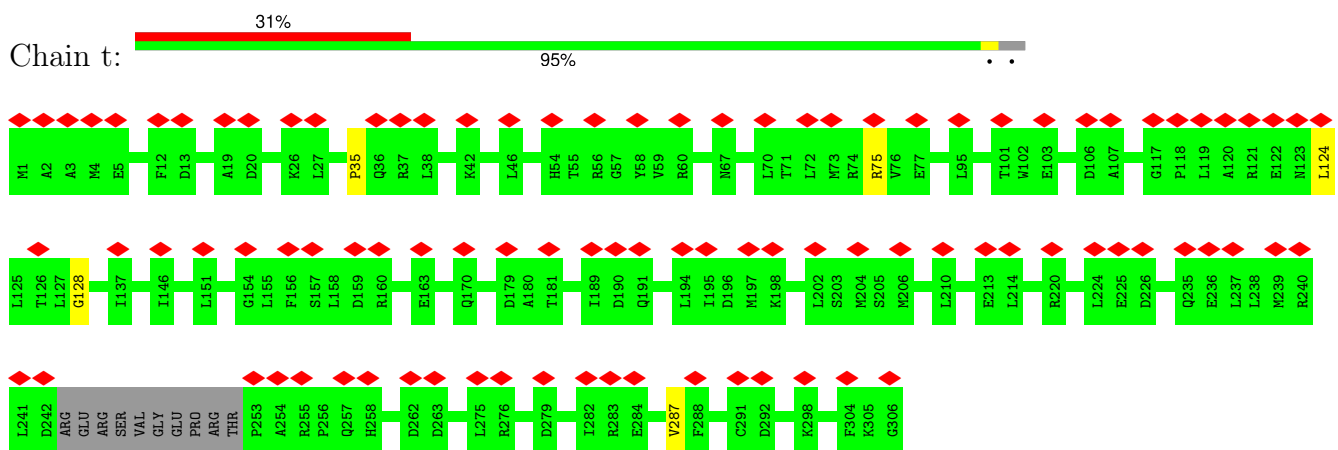 31%
Chain t:
95%
• •
M1 A2 A3 M4 E5 F12 D13 A19 D20 K26 L27 P35 Q36 R37 L38 K42 L46 H54 T55 R56 G57 Y58 V59 R60 N67 L70 T71 L72 M73 R74 R75 V76 E77 L95 T101 W102 E103 D106 A107 G117 P118 L119 A120 R121 E122 N123 L124
L125 T126 L127 G128 I137 I146 L151 G154 L155 F156 S157 L158 D159 R160 E163 Q170 D179 A180 T181 I189 D190 Q191 L194 I195 D196 M197 K198 L202 S203 M204 S205 M206 L210 E213 L214 R220 L224 E225 D226 Q235 E236 L237 L238 M239 R240
L241 D242 ARG GLU ARG SER VAL GLY GLU PRO ARG THR P253 A254 R255 P256 Q257 H258 D262 D263 L275 R276 D279 I282 R283 E284 V287 F288 C291 D292 K298 F304 K305 G306